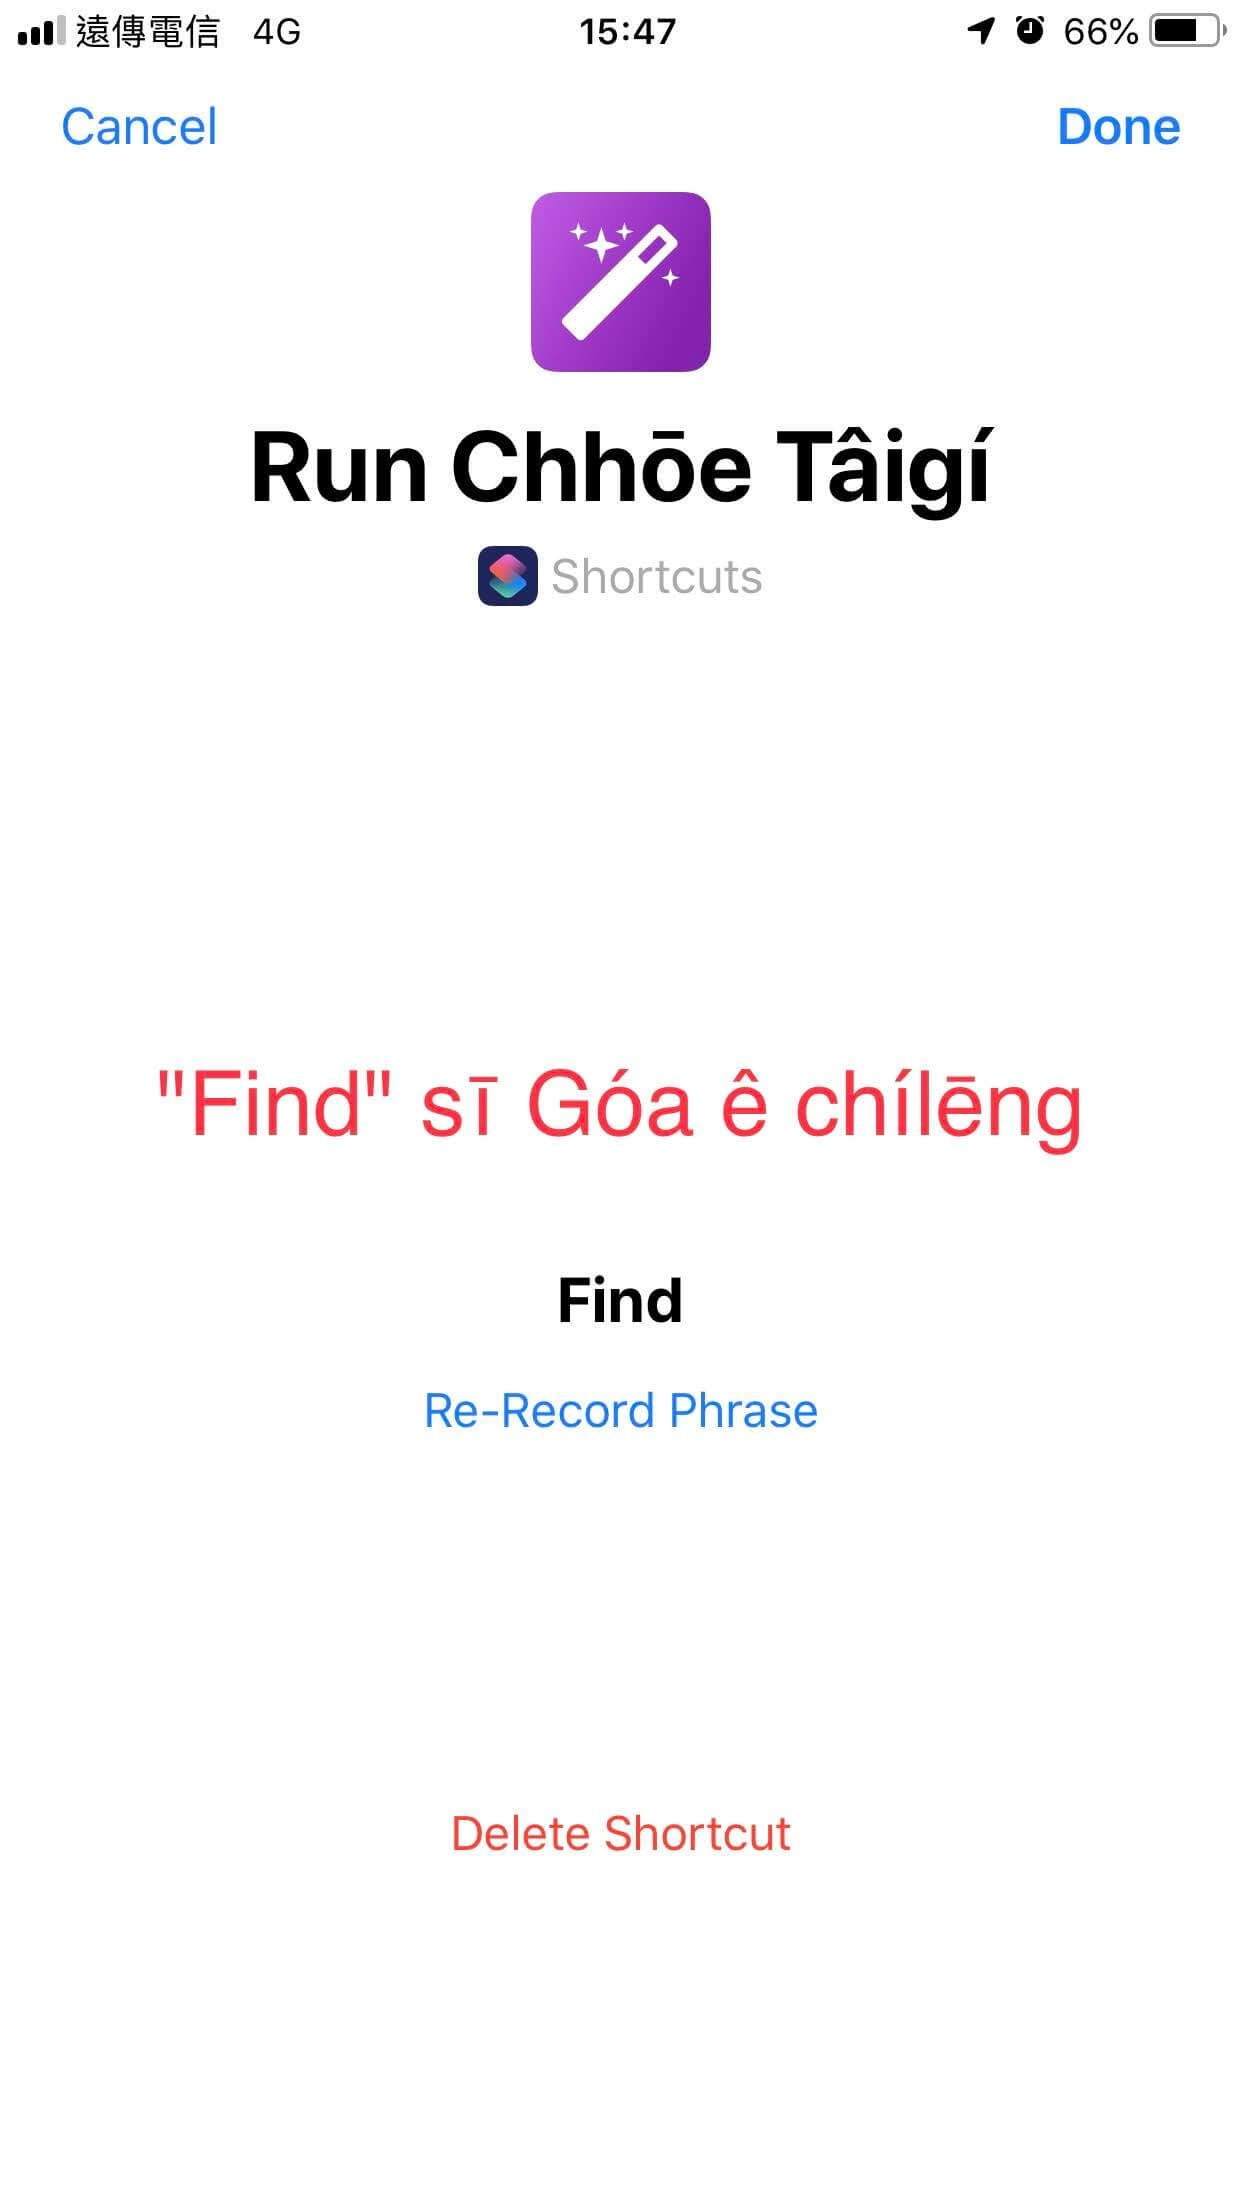 遠傳電信 4G 15:47 66%
Cancel Done
Run Chhōe Tâigí
Shortcuts
"Find" sī Góa ê chílēng
Find
Re-Record Phrase
Delete Shortcut